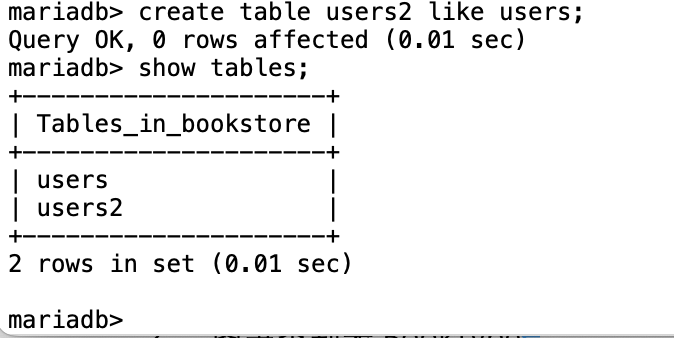 mariadb> create table users2 like users;
Query OK, 0 rows affected (0.01 sec)
mariadb> show tables;
+---------------------+
| Tables_in_bookstore |
+---------------------+
| users               |
| users2              |
+---------------------+
2 rows in set (0.01 sec)
mariadb>